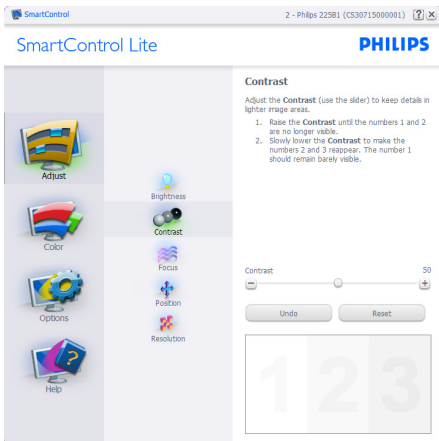 SmartControl
2 - Philips 225B1 (CS30715000001)
?
SmartControl Lite
PHILIPS
Adjust
Color
Options
Help
Brightness
Contrast
Focus
Position
Resolution
Contrast
Adjust the Contrast (use the slider) to keep details in
lighter image areas.
1. Raise the Contrast until the numbers 1 and 2
are no longer visible.
2. Slowly lower the Contrast to make the
numbers 2 and 3 reappear. The number 1
should remain barely visible.
Contrast 50
Undo
Reset
1 2 3